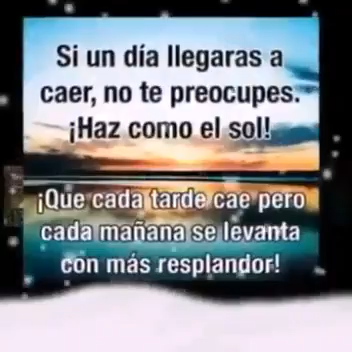 Si un día llegaras a
caer, no te preocupes.
¡Haz como el sol!
¡Que cada tarde cae pero
cada mañana se levanta
con más resplandor!